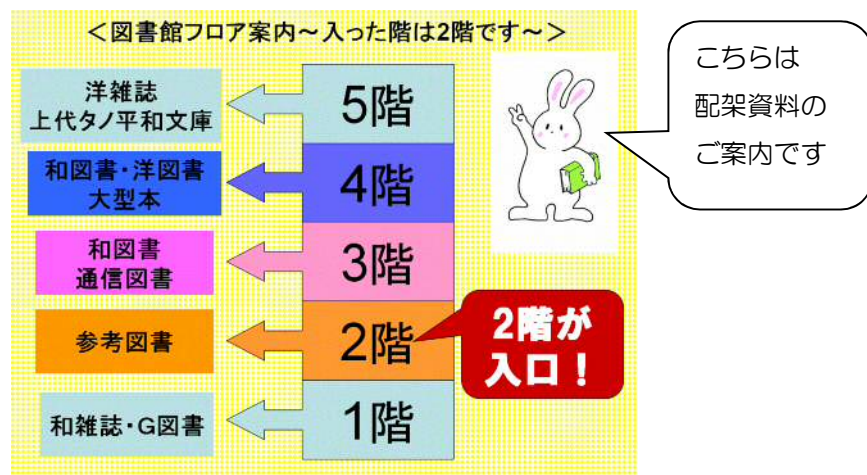 <図書館フロア案内～入った階は2階です～>
こちらは
配架資料の
ご案内です
洋雑誌
上代タノ平和文庫
5階
和図書・洋図書
大型本
4階
和図書
通信図書
3階
参考図書
2階
2階が
入口！
和雑誌・G図書
1階